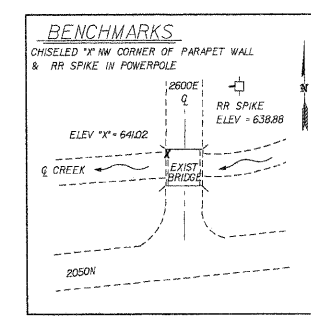 BENCHMARKS
CHISELED "X" NW CORNER OF PARAPET WALL
& RR SPIKE IN POWERPOLE
2600E
℄
N
RR SPIKE
ELEV = 638.88
ELEV "X" = 641.02
X
℄ CREEK
EXIST
BRIDGE
2050N